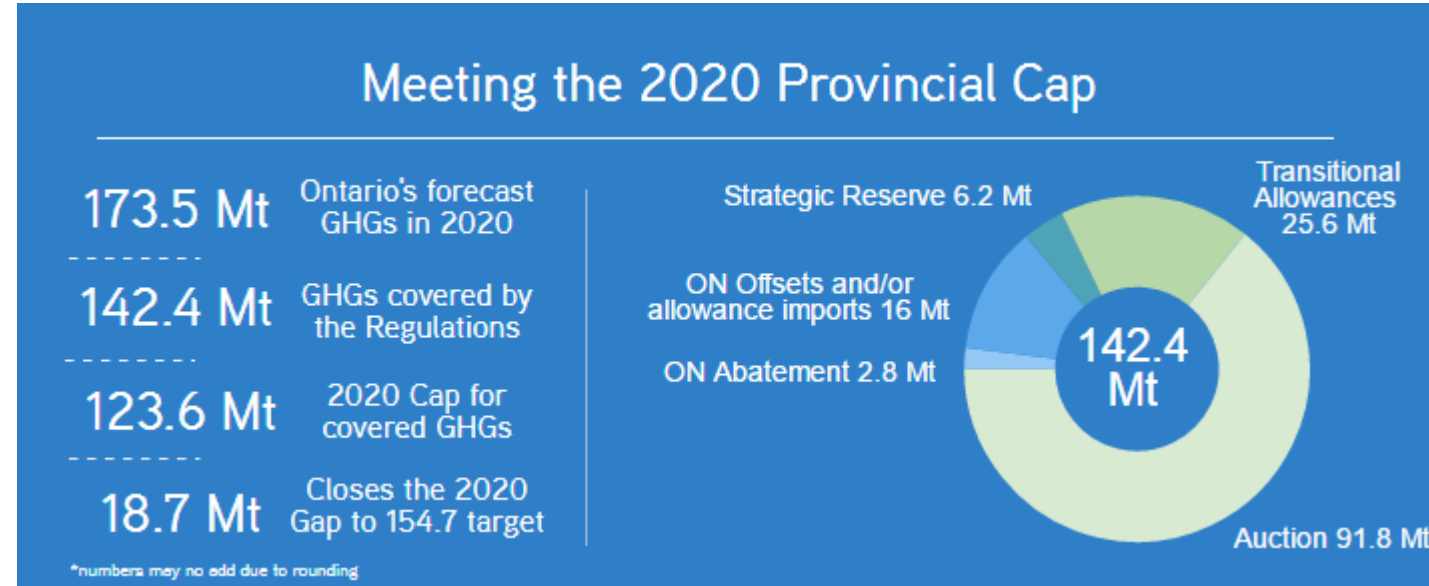 Meeting the 2020 Provincial Cap
173.5 Mt
Ontario's forecast
GHGs in 2020
142.4 Mt
GHGs covered by
the Regulations
123.6 Mt
2020 Cap for
covered GHGs
18.7 Mt
Closes the 2020
Gap to 154.7 target
*numbers may no add due to rounding
Strategic Reserve 6.2 Mt
ON Offsets and/or
allowance imports 16 Mt
ON Abatement 2.8 Mt
Transitional
Allowances
25.6 Mt
142.4
Mt
Auction 91.8 Mt